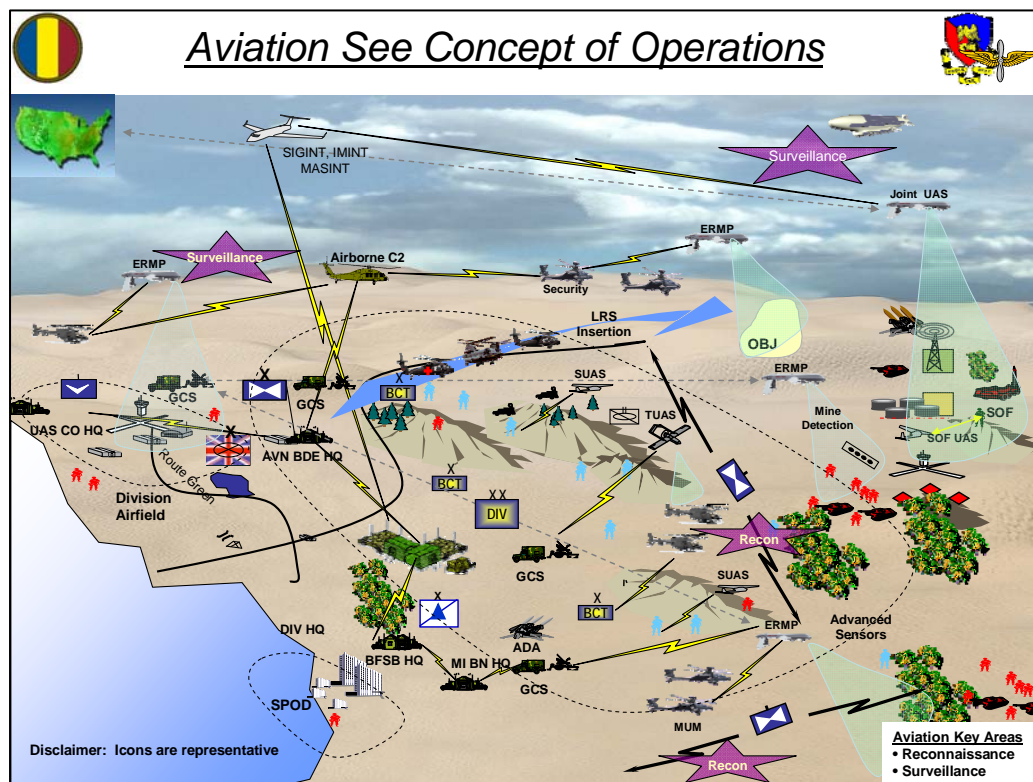 Aviation See Concept of Operations
SIGINT, IMINT
MASINT
Surveillance
Joint UAS
ERMP
Surveillance
ERMP
Airborne C2
Security
LRS
Insertion
OBJ
GCS
X
GCS
X
BCT
SUAS
ERMP
TUAS
Mine
Detection
SOF
SOF UAS
UAS CO HQ
X
AVN BDE HQ
Route Green
Division
Airfield
X
BCT
XX
DIV
Recon
GCS
X
SUAS
X
BCT
ERMP
Advanced
Sensors
DIV HQ
BFSB HQ
ADA
MI BN HQ
GCS
SPOD
MUM
Recon
Disclaimer: Icons are representative
Aviation Key Areas
• Reconnaissance
• Surveillance